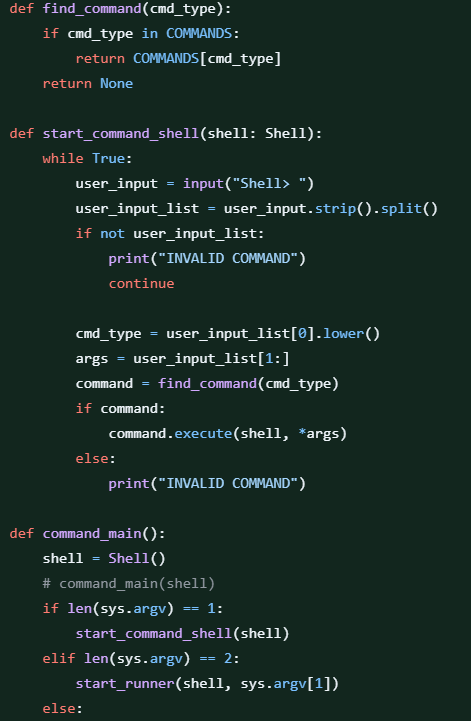 def find_command(cmd_type):
    if cmd_type in COMMANDS:
        return COMMANDS[cmd_type]
    return None

def start_command_shell(shell: Shell):
    while True:
        user_input = input("Shell> ")
        user_input_list = user_input.strip().split()
        if not user_input_list:
            print("INVALID COMMAND")
            continue

        cmd_type = user_input_list[0].lower()
        args = user_input_list[1:]
        command = find_command(cmd_type)
        if command:
            command.execute(shell, *args)
        else:
            print("INVALID COMMAND")

def command_main():
    shell = Shell()
    # command_main(shell)
    if len(sys.argv) == 1:
        start_command_shell(shell)
    elif len(sys.argv) == 2:
        start_runner(shell, sys.argv[1])
    else: